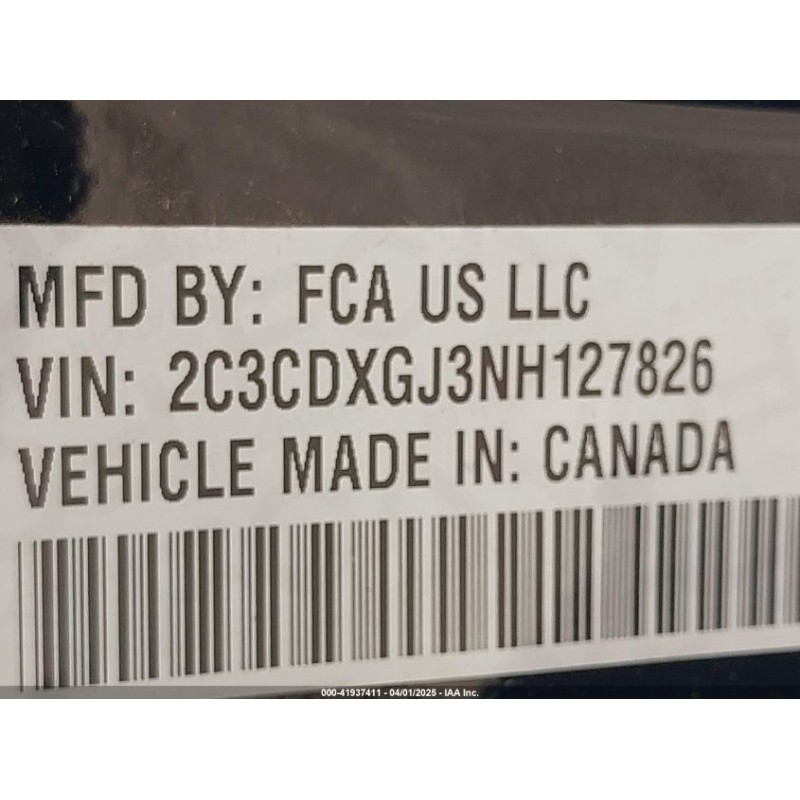 MFD BY: FCA US LLC
VIN: 2C3CDXGJ3NH127826
VEHICLE MADE IN: CANADA
000-41937411 - 04/01/2025 - IAA Inc.